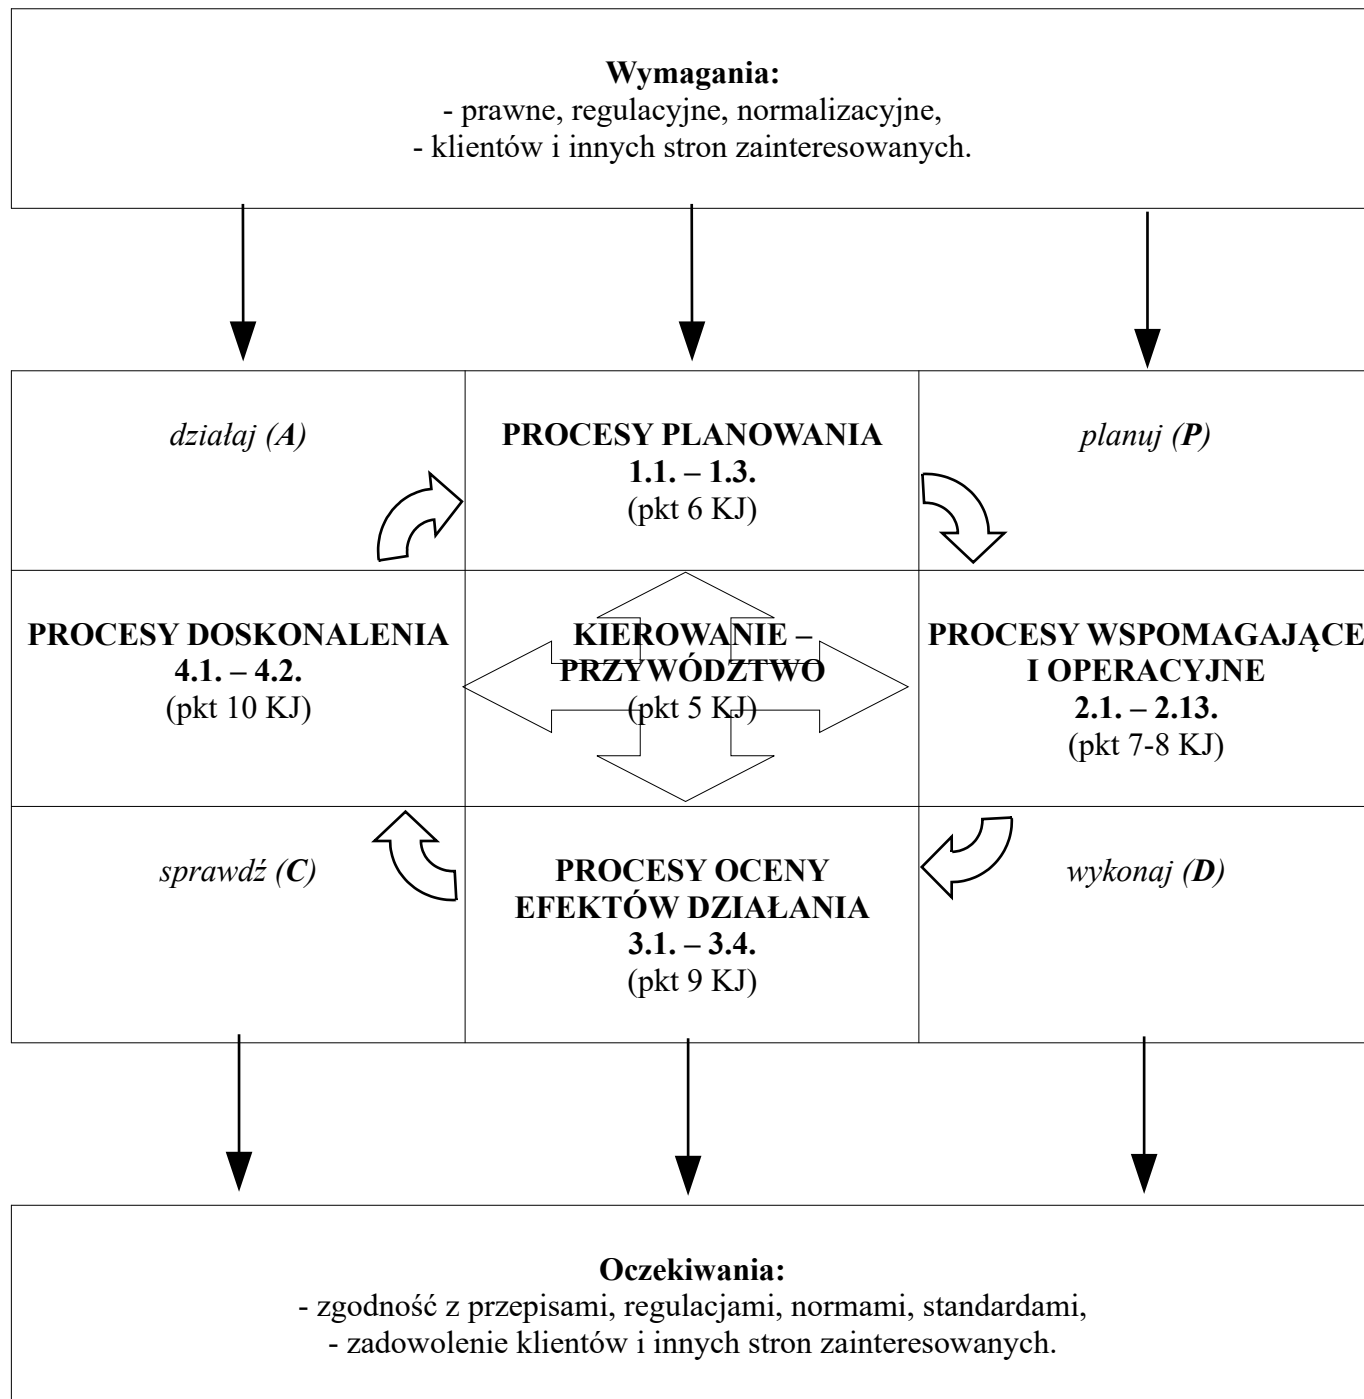 Wymagania:
- prawne, regulacyjne, normalizacyjne,
- klientów i innych stron zainteresowanych.
działaj (A)
PROCESY PLANOWANIA
1.1. – 1.3.
(pkt 6 KJ)
planuj (P)
PROCESY DOSKONALENIA
4.1. – 4.2.
(pkt 10 KJ)
KIEROWANIE –
PRZYWÓDZTWO
(pkt 5 KJ)
PROCESY WSPOMAGAJĄCE
I OPERACYJNE
2.1. – 2.13.
(pkt 7-8 KJ)
sprawdź (C)
PROCESY OCENY
EFEKTÓW DZIAŁANIA
3.1. – 3.4.
(pkt 9 KJ)
wykonaj (D)
Oczekiwania:
- zgodność z przepisami, regulacjami, normami, standardami,
- zadowolenie klientów i innych stron zainteresowanych.